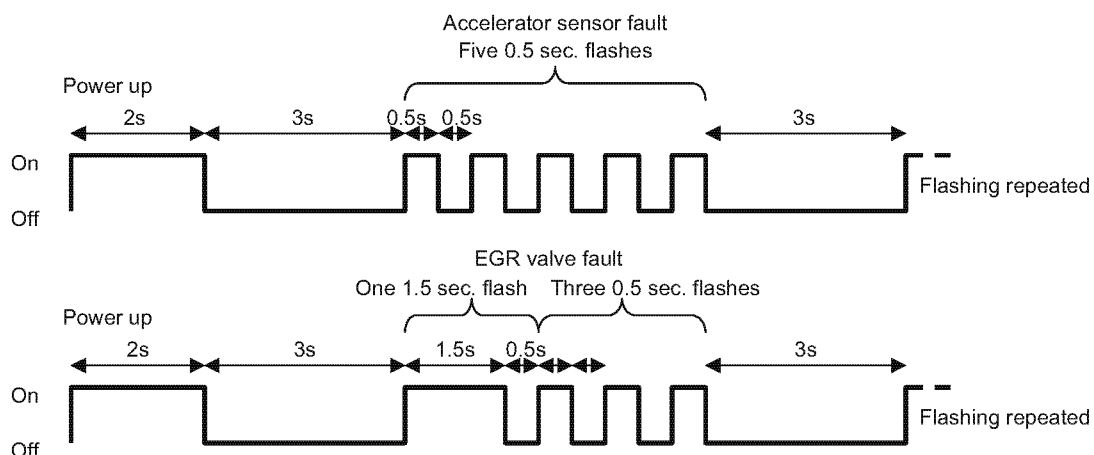 Accelerator sensor fault
Five 0.5 sec. flashes
Power up
2s 3s 0.5s 0.5s 3s
On
Off
Flashing repeated
EGR valve fault
One 1.5 sec. flash Three 0.5 sec. flashes
Power up
2s 3s 1.5s 0.5s 3s
On
Off
Flashing repeated